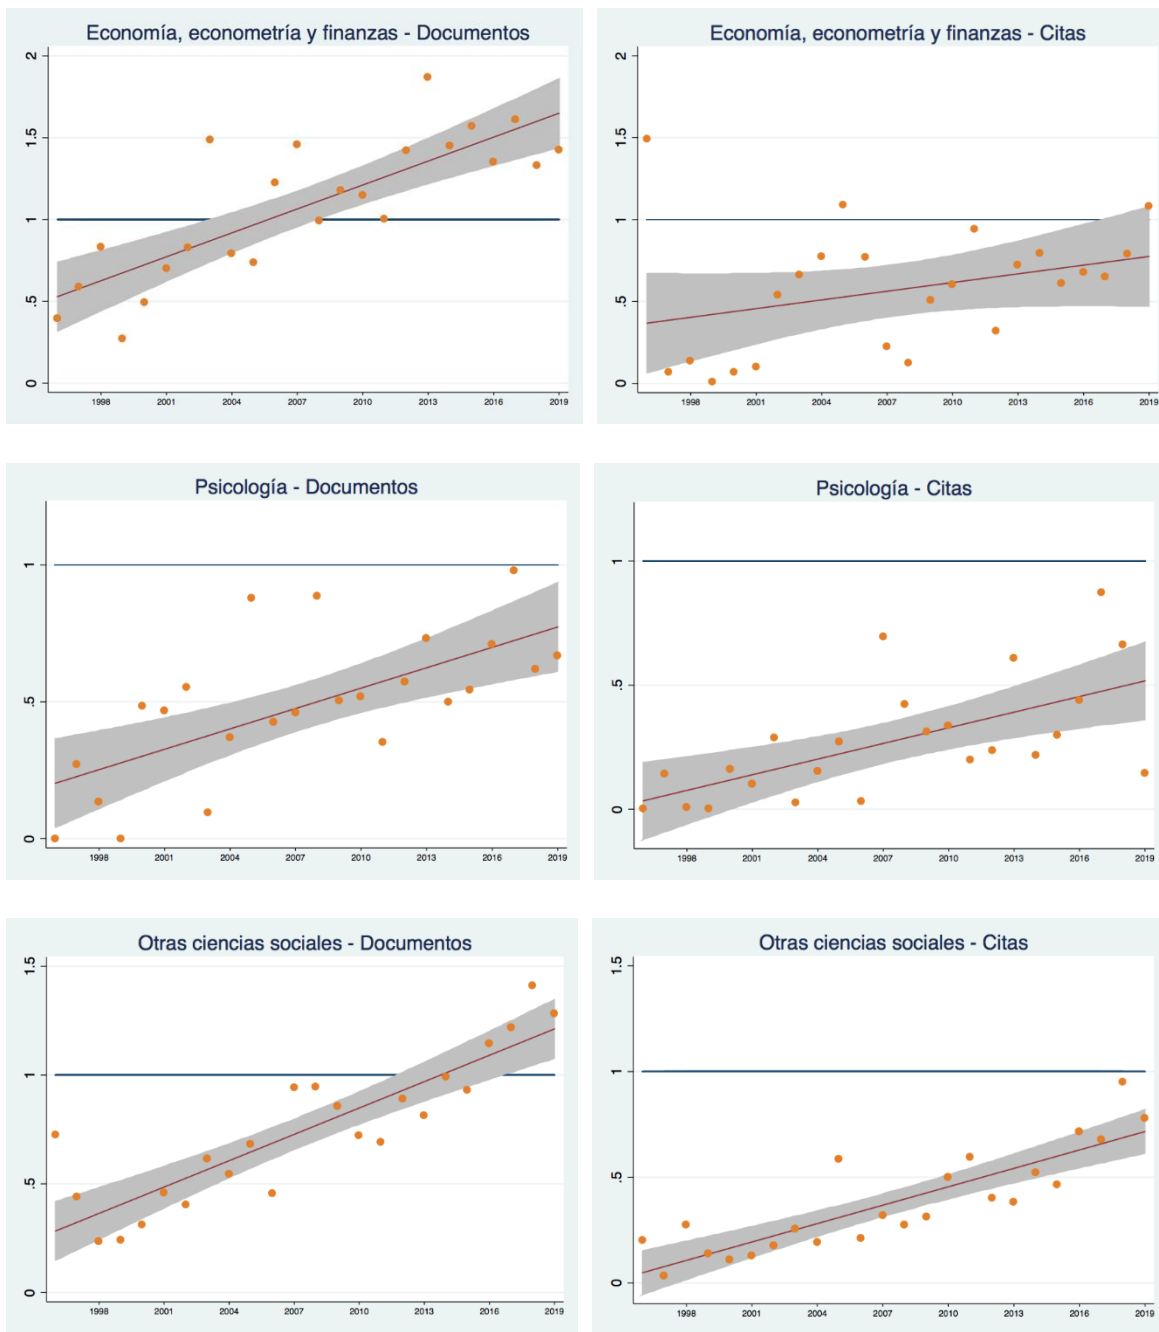 Economía, econometría y finanzas - Documentos
2
1.5
1
.5
0
1998 2001 2004 2007 2010 2013 2016 2019
Economía, econometría y finanzas - Citas
2
1.5
1
.5
0
1998 2001 2004 2007 2010 2013 2016 2019
Psicología - Documentos
1
.5
0
1998 2001 2004 2007 2010 2013 2016 2019
Psicología - Citas
1
.5
0
1998 2001 2004 2007 2010 2013 2016 2019
Otras ciencias sociales - Documentos
1.5
1
.5
0
1998 2001 2004 2007 2010 2013 2016 2019
Otras ciencias sociales - Citas
1.5
1
.5
0
1998 2001 2004 2007 2010 2013 2016 2019